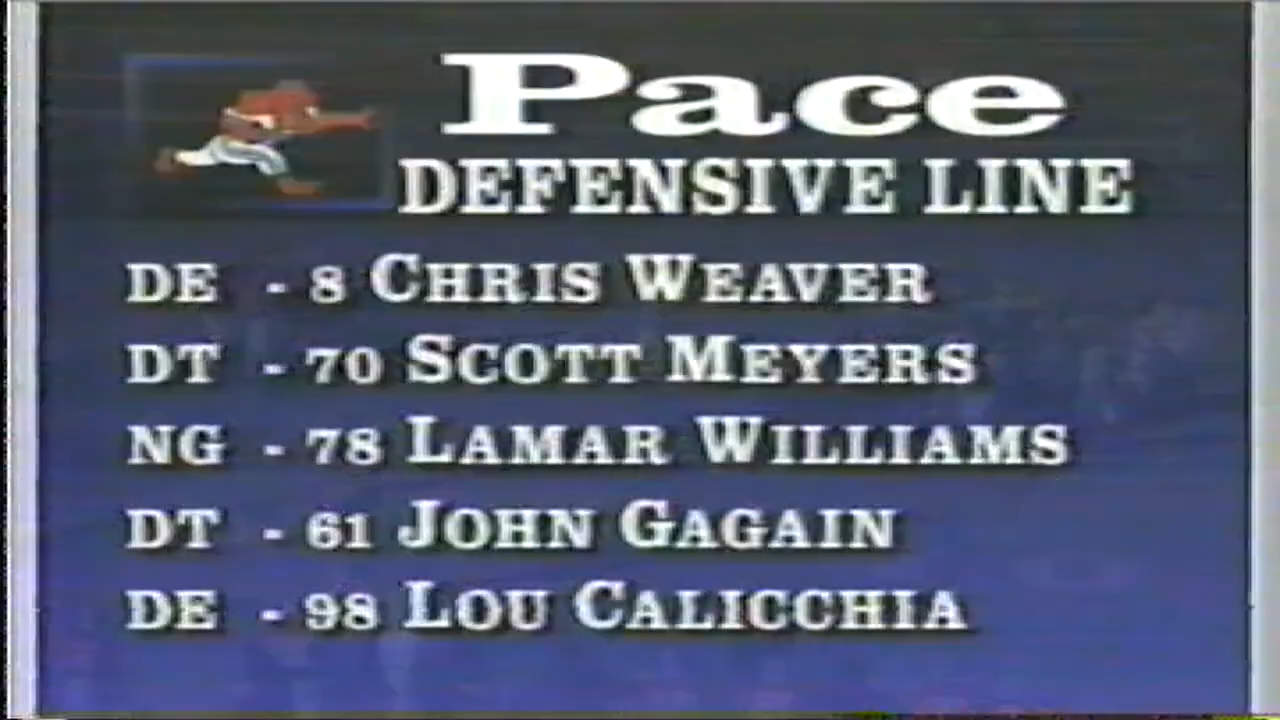 Pace
DEFENSIVE LINE
DE - 8 CHRIS WEAVER
DT - 70 SCOTT MEYERS
NG - 78 LAMAR WILLIAMS
DT - 61 JOHN GAGAIN
DE - 98 LOU CALICCHIA